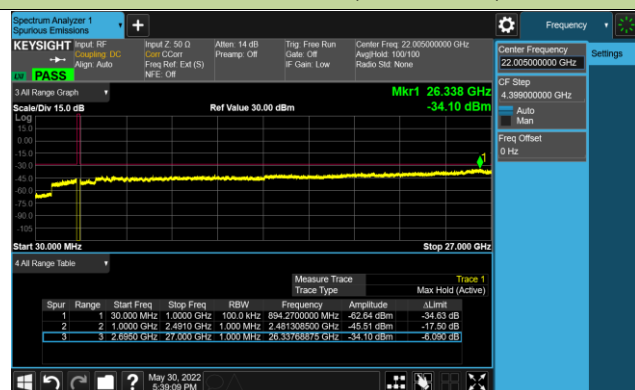 Spectrum Analyzer 1
Spurious Emissions
Frequency
KEYSIGHT Input: RF
Coupling: DC
Align: Auto
Input Z: 50 Ω
Corr CCorr
Freq Ref: Ext (S)
NFE: Off
Atten: 14 dB
Preamp: Off
Trig: Free Run
Gate: Off
IF Gain: Low
Center Freq: 22.005000000 GHz
Avg|Hold: 100/100
Radio Std: None
LV PASS
Center Frequency
22.005000000 GHz
Settings
CF Step
4.399000000 GHz
Auto
Man
Freq Offset
0 Hz
3 All Range Graph
Mkr1 26.338 GHz
Scale/Div 15.0 dB Ref Value 30.00 dBm -34.10 dBm
Log
15.0
0.00
-15.0
-30.0
-45.0
-60.0
-75.0
-90.0
-105
1
Start 30.000 MHz Stop 27.000 GHz
4 All Range Table
Measure Trace Trace 1
Trace Type Max Hold (Active)
Spur Range Start Freq Stop Freq RBW Frequency Amplitude ΔLimit
1 1 30.000 MHz 1.0000 GHz 100.0 kHz 894.2700000 MHz -62.64 dBm -34.63 dB
2 2 1.0000 GHz 2.4910 GHz 1.000 MHz 2.481308500 GHz -45.51 dBm -17.50 dB
3 3 2.6950 GHz 27.000 GHz 1.000 MHz 26.33768875 GHz -34.10 dBm -6.090 dB
?
May 30, 2022
5:39:09 PM